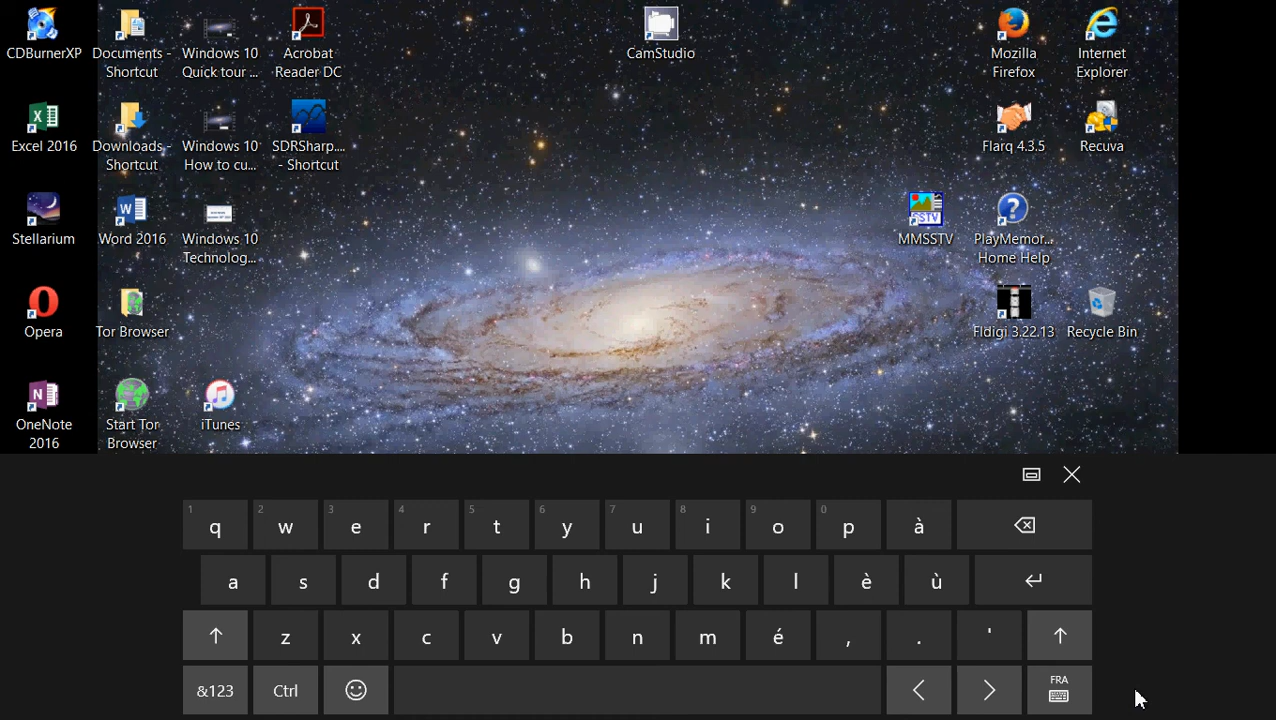 CDBurnerXP
Documents -
Shortcut
Windows 10
Quick tour ...
Acrobat
Reader DC
CamStudio
Mozilla
Firefox
Internet
Explorer
Excel 2016
Downloads -
Shortcut
Windows 10
How to cu...
SDRSharp....
- Shortcut
Flarq 4.3.5
Recuva
Stellarium
Word 2016
Windows 10
Technolog...
SSTV
MMSSTV
PlayMemor...
Home Help
Opera
Tor Browser
Fldigi 3.22.13
Recycle Bin
OneNote
2016
Start Tor
Browser
iTunes
1 2 3 4 5 6 7 8 9 0
q w e r t y u i o p à
a s d f g h j k l è ù
z x c v b n m é , . '
&123 Ctrl < > FRA